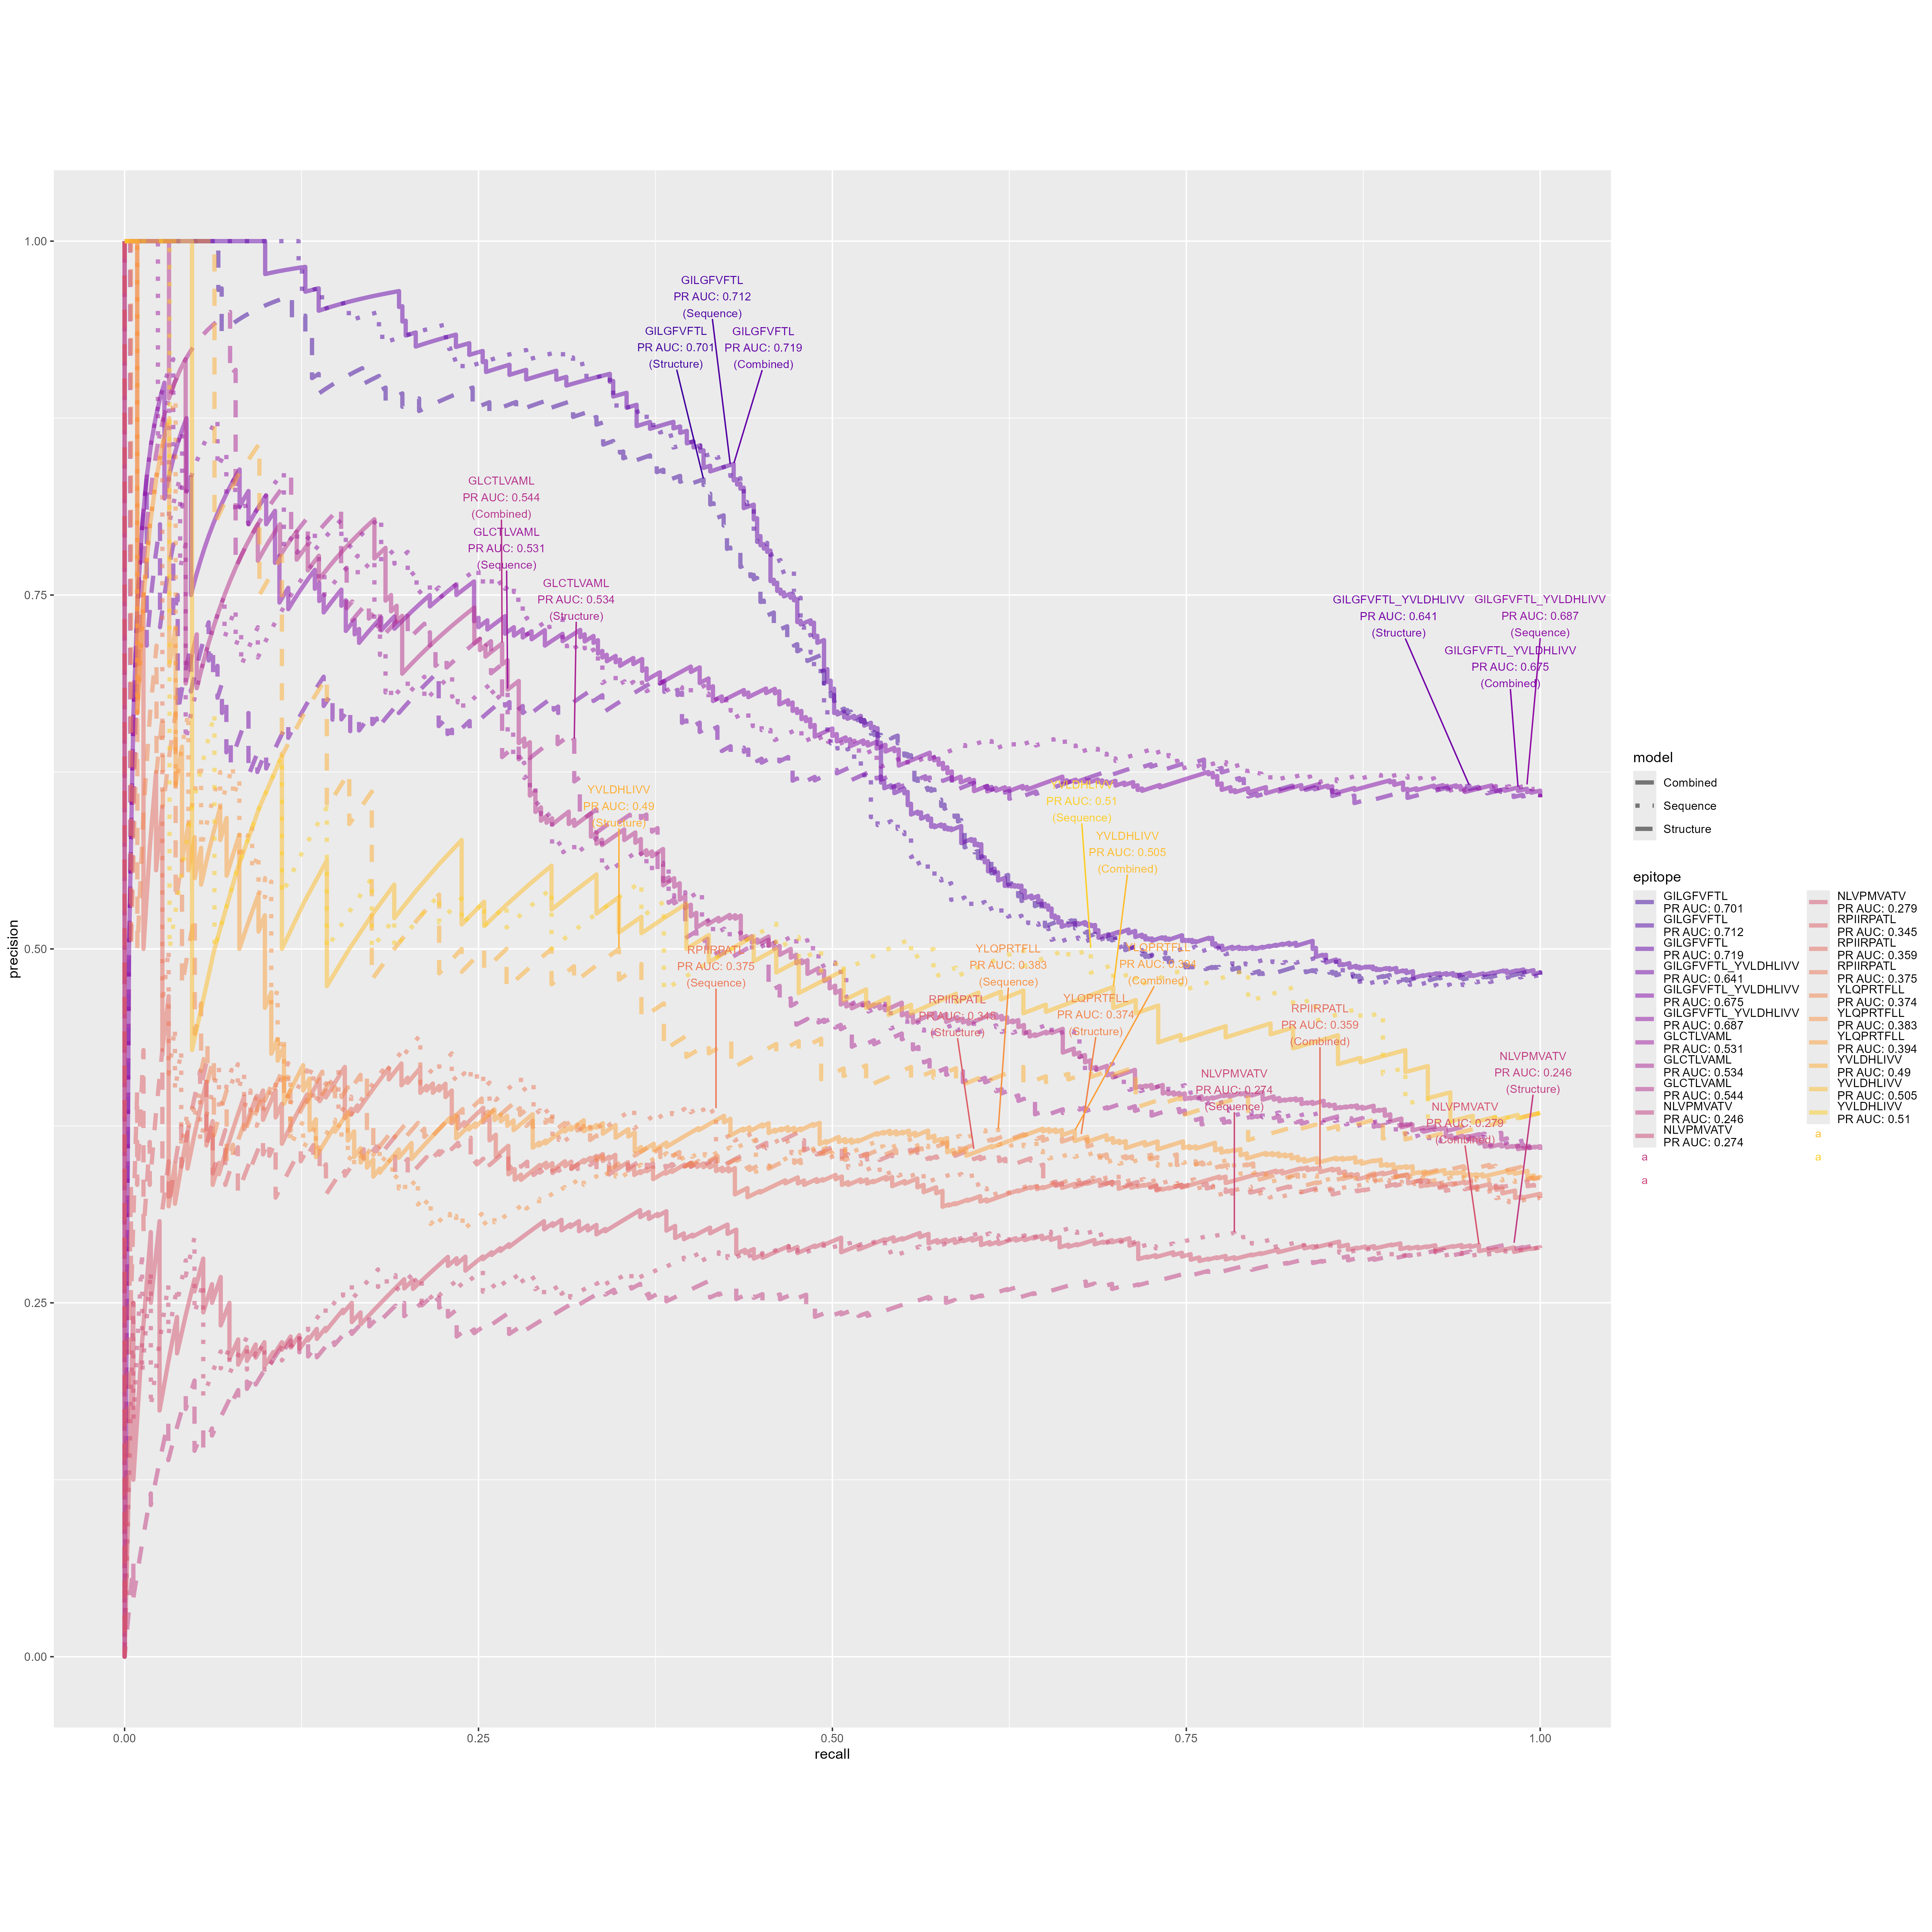 precision
1.00
0.75
0.50
0.25
0.00
0.00
0.25
0.50
0.75
1.00
recall
GILGFVFTL
PR AUC: 0.712
(Sequence)
GILGFVFTL
PR AUC: 0.701
(Structure)
GILGFVFTL
PR AUC: 0.719
(Combined)
GLCTLVAML
PR AUC: 0.544
(Combined)
GLCTLVAML
PR AUC: 0.531
(Sequence)
GLCTLVAML
PR AUC: 0.534
(Structure)
GILGFVFTL_YVLDHLIVV
PR AUC: 0.641
(Structure)
GILGFVFTL_YVLDHLIVV
PR AUC: 0.687
(Sequence)
GILGFVFTL_YVLDHLIVV
PR AUC: 0.675
(Combined)
YVLDHLIVV
PR AUC: 0.49
(Structure)
YVLDHLIVV
PR AUC: 0.51
(Sequence)
YVLDHLIVV
PR AUC: 0.505
(Combined)
RPIIRPATL
PR AUC: 0.375
(Sequence)
YLQPRTFLL
PR AUC: 0.383
(Sequence)
YLQPRTFLL
PR AUC: 0.394
(Combined)
RPIIRPATL
PR AUC: 0.345
(Structure)
YLQPRTFLL
PR AUC: 0.374
(Structure)
RPIIRPATL
PR AUC: 0.359
(Combined)
NLVPMVATV
PR AUC: 0.274
(Sequence)
NLVPMVATV
PR AUC: 0.246
(Structure)
NLVPMVATV
PR AUC: 0.279
(Combined)
model
Combined
Sequence
Structure
epitope
GILGFVFTL
PR AUC: 0.701
GILGFVFTL
PR AUC: 0.712
GILGFVFTL
PR AUC: 0.719
GILGFVFTL_YVLDHLIVV
PR AUC: 0.641
GILGFVFTL_YVLDHLIVV
PR AUC: 0.675
GILGFVFTL_YVLDHLIVV
PR AUC: 0.687
GLCTLVAML
PR AUC: 0.531
GLCTLVAML
PR AUC: 0.534
GLCTLVAML
PR AUC: 0.544
NLVPMVATV
PR AUC: 0.246
NLVPMVATV
PR AUC: 0.274
a
a
NLVPMVATV
PR AUC: 0.279
RPIIRPATL
PR AUC: 0.345
RPIIRPATL
PR AUC: 0.359
RPIIRPATL
PR AUC: 0.375
YLQPRTFLL
PR AUC: 0.374
YLQPRTFLL
PR AUC: 0.383
YLQPRTFLL
PR AUC: 0.394
YVLDHLIVV
PR AUC: 0.49
YVLDHLIVV
PR AUC: 0.505
YVLDHLIVV
PR AUC: 0.51
a
a